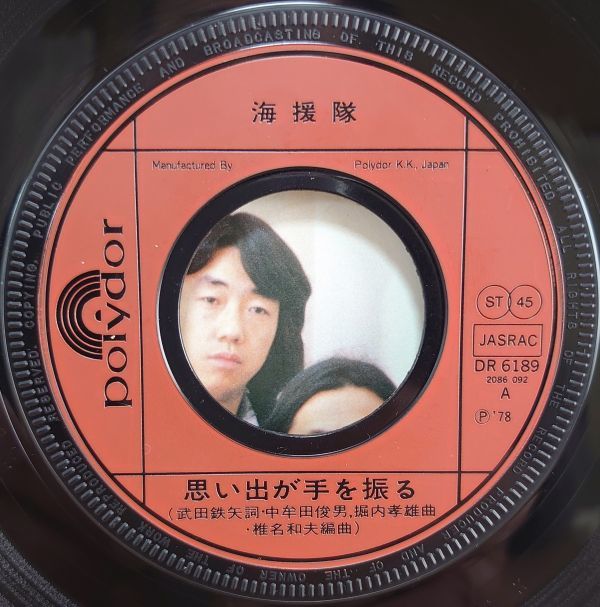 海援隊
Manufactured By Polydor K.K., Japan
polydor
ST 45
JASRAC
DR 6189
2086 092
A
Ⓟ '78
思い出が手を振る
(武田鉄矢詞・中牟田俊男,堀内孝雄曲
・椎名和夫編曲)
ALL RIGHTS OF THE RECORD PRODUCER AND OF THE OWNER OF THE WORK REPRODUCED RESERVED. COPYING, PUBLIC PERFORMANCE AND BROADCASTING OF THIS RECORD PROHIBITED